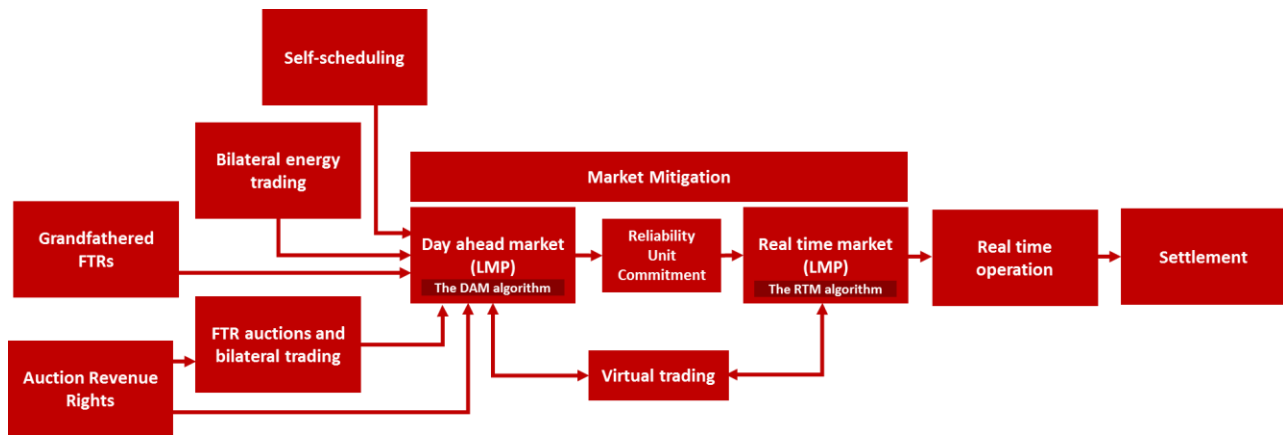 Self-scheduling
Bilateral energy
trading
Market Mitigation
Grandfathered
FTRs
Day ahead market
(LMP)
The DAM algorithm
Reliability
Unit
Commitment
Real time market
(LMP)
The RTM algorithm
Real time
operation
Settlement
FTR auctions and
bilateral trading
Auction Revenue
Rights
Virtual trading